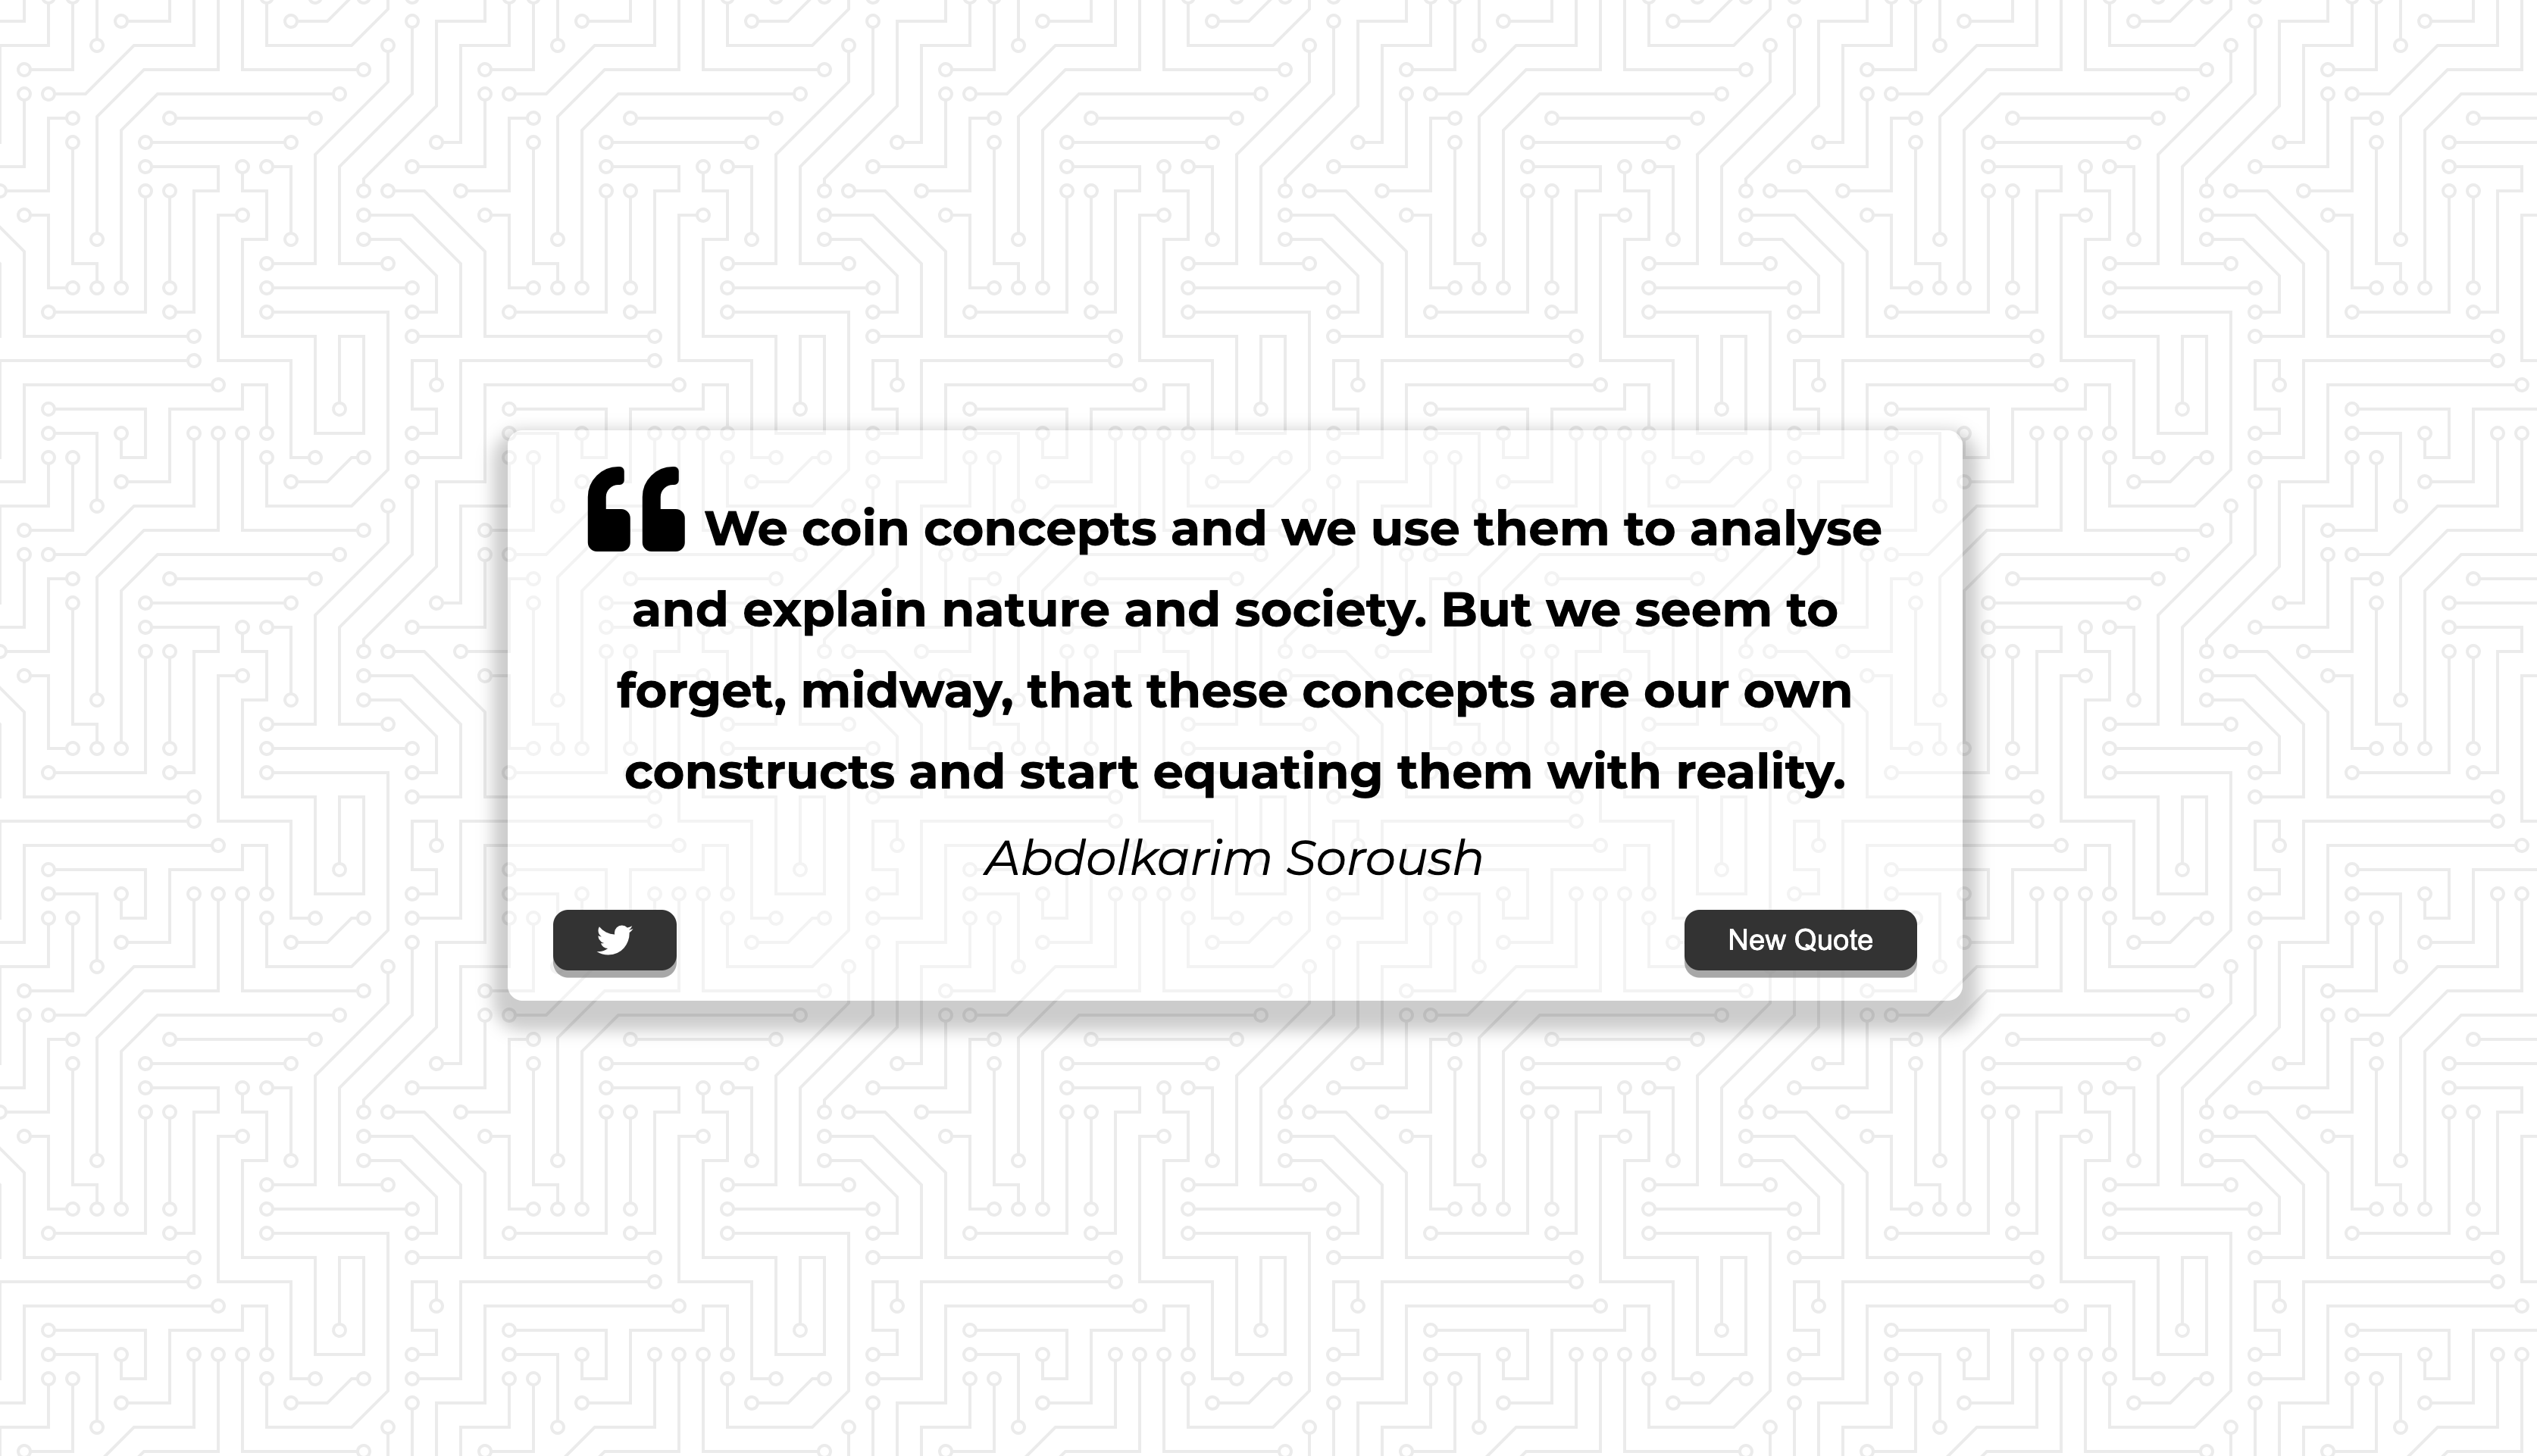 We coin concepts and we use them to analyse
and explain nature and society. But we seem to
forget, midway, that these concepts are our own
constructs and start equating them with reality.
Abdolkarim Soroush
New Quote